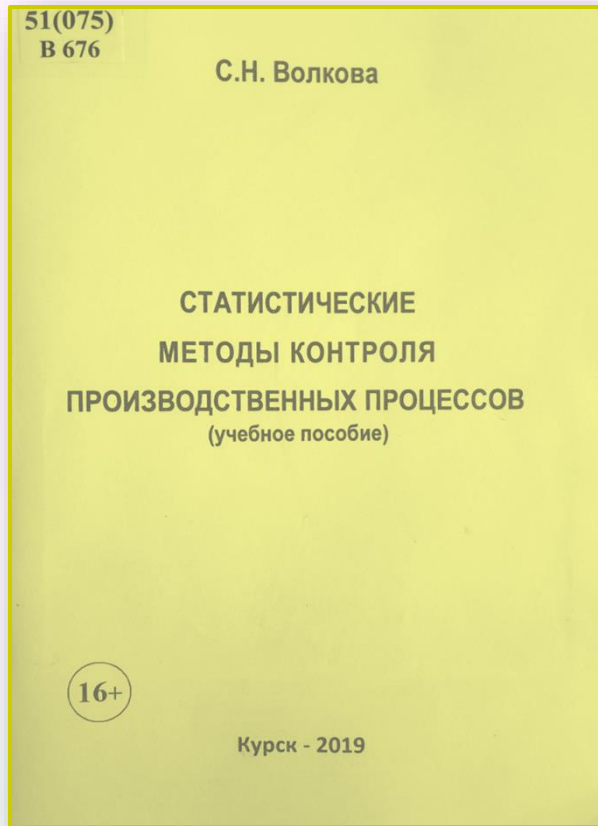 51(075)
В 676
С.Н. Волкова
СТАТИСТИЧЕСКИЕ
МЕТОДЫ КОНТРОЛЯ
ПРОИЗВОДСТВЕННЫХ ПРОЦЕССОВ
(учебное пособие)
16+
Курск - 2019